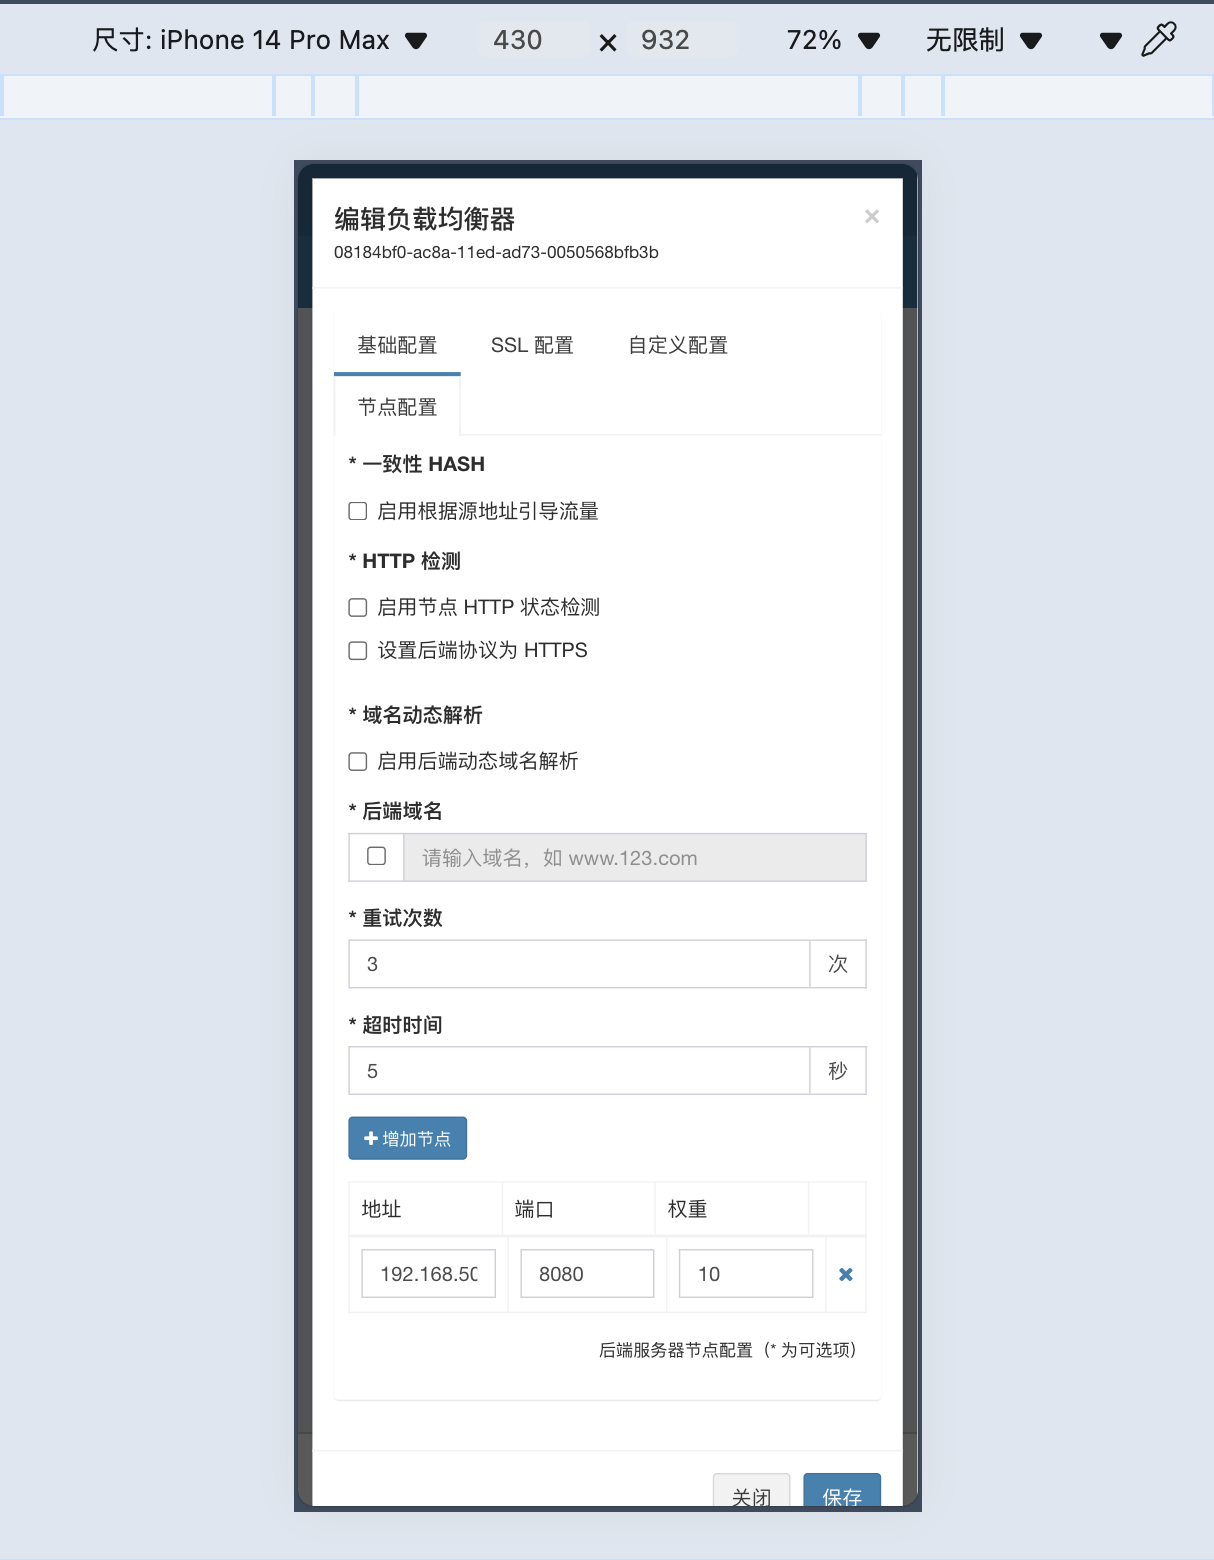 尺寸: iPhone 14 Pro Max 430 × 932 72% 无限制
编辑负载均衡器 ×
08184bf0-ac8a-11ed-ad73-0050568bfb3b
基础配置 SSL 配置 自定义配置
节点配置
* 一致性 HASH
启用根据源地址引导流量
* HTTP 检测
启用节点 HTTP 状态检测
设置后端协议为 HTTPS
* 域名动态解析
启用后端动态域名解析
* 后端域名
请输入域名，如 www.123.com
* 重试次数
3 次
* 超时时间
5 秒
增加节点
地址 端口 权重
192.168.50 8080 10
后端服务器节点配置（* 为可选项）
关闭 保存